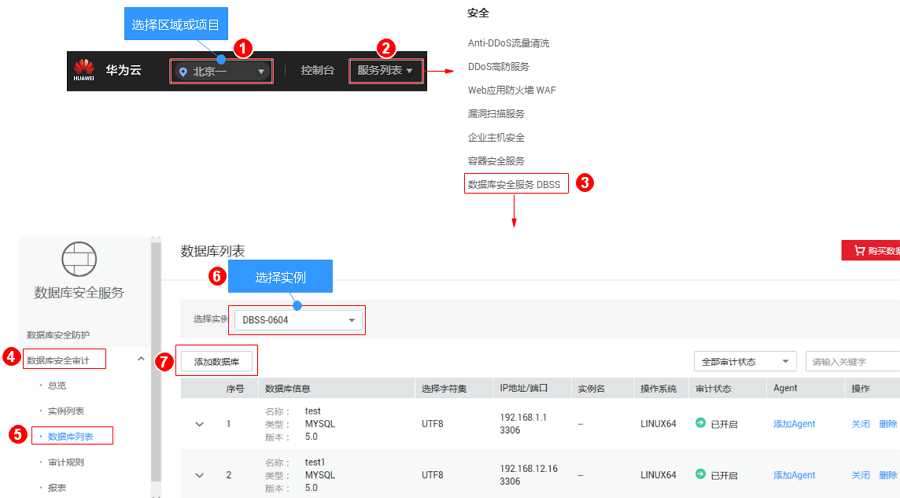 安全
选择区域或项目
1
2
HUAWEI
华为云
北京一
控制台
服务列表
Anti-DDoS流量清洗
DDoS高防服务
Web应用防火墙 WAF
漏洞扫描服务
企业主机安全
容器安全服务
数据库安全服务 DBSS
3
数据库安全服务
数据库安全防护
4
数据库安全审计
总览
实例列表
5
数据库列表
审计规则
报表
数据库列表
购买数据
6
选择实例
选择实例
DBSS-0604
7
添加数据库
全部审计状态
请输入关键字
序号 数据库信息 选择字符集 IP地址/端口 实例名 操作系统 审计状态 Agent 操作
1 名称： test
类型： MYSQL
版本： 5.0
UTF8
192.168.1.1
3306
-- LINUX64 已开启 添加Agent 关闭 删除
2 名称： test1
类型： MYSQL
版本： 5.0
UTF8
192.168.12.16
3306
-- LINUX64 已开启 添加Agent 关闭 删除